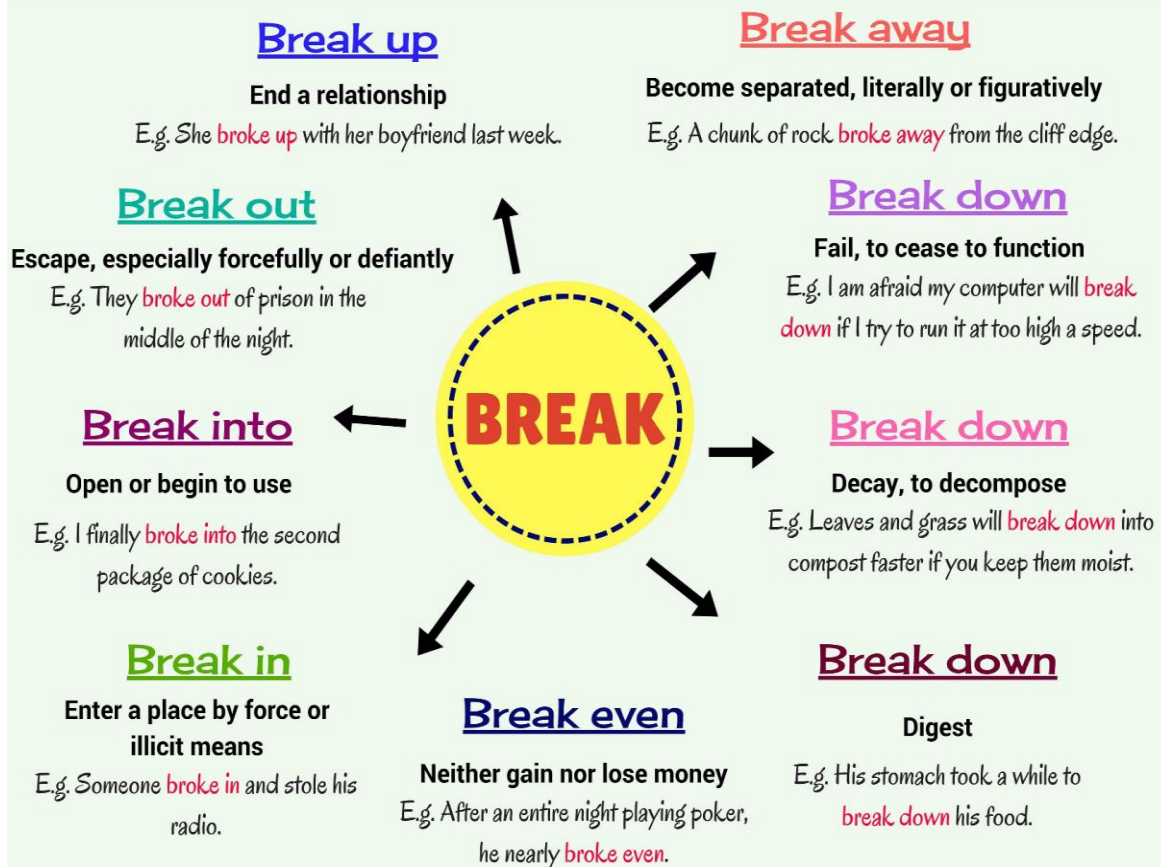 Break up
End a relationship
E.g. She broke up with her boyfriend last week.
Break away
Become separated, literally or figuratively
E.g. A chunk of rock broke away from the cliff edge.
Break out
Escape, especially forcefully or defiantly
E.g. They broke out of prison in the
middle of the night.
Break down
Fail, to cease to function
E.g. I am afraid my computer will break
down if I try to run it at too high a speed.
BREAK
Break into
Open or begin to use
E.g. I finally broke into the second
package of cookies.
Break down
Decay, to decompose
E.g. Leaves and grass will break down into
compost faster if you keep them moist.
Break in
Enter a place by force or
illicit means
E.g. Someone broke in and stole his
radio.
Break even
Neither gain nor lose money
E.g. After an entire night playing poker,
he nearly broke even.
Break down
Digest
E.g. His stomach took a while to
break down his food.